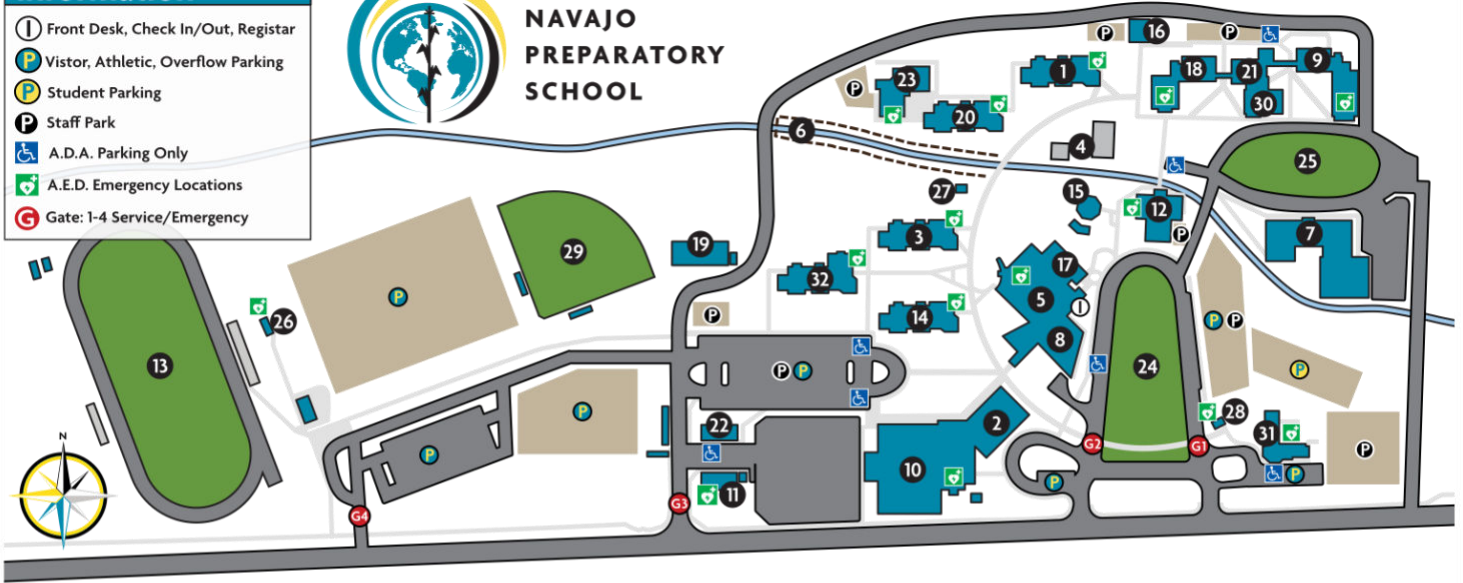 Information
Front Desk, Check In/Out, Registar
P Vistor, Athletic, Overflow Parking
P Student Parking
P Staff Park
A.D.A. Parking Only
A.E.D. Emergency Locations
G Gate: 1-4 Service/Emergency
NAVAJO
PREPARATORY
SCHOOL
16
P
P
1
18
21
9
23
P
30
20
6
4
25
27
15
12
P
7
3
19
29
17
32
5
P
26
P
14
P
P
P
13
8
24
P
P
P
28
22
2
31
P
G2
G1
P
10
P
P
11
G3
G4
N